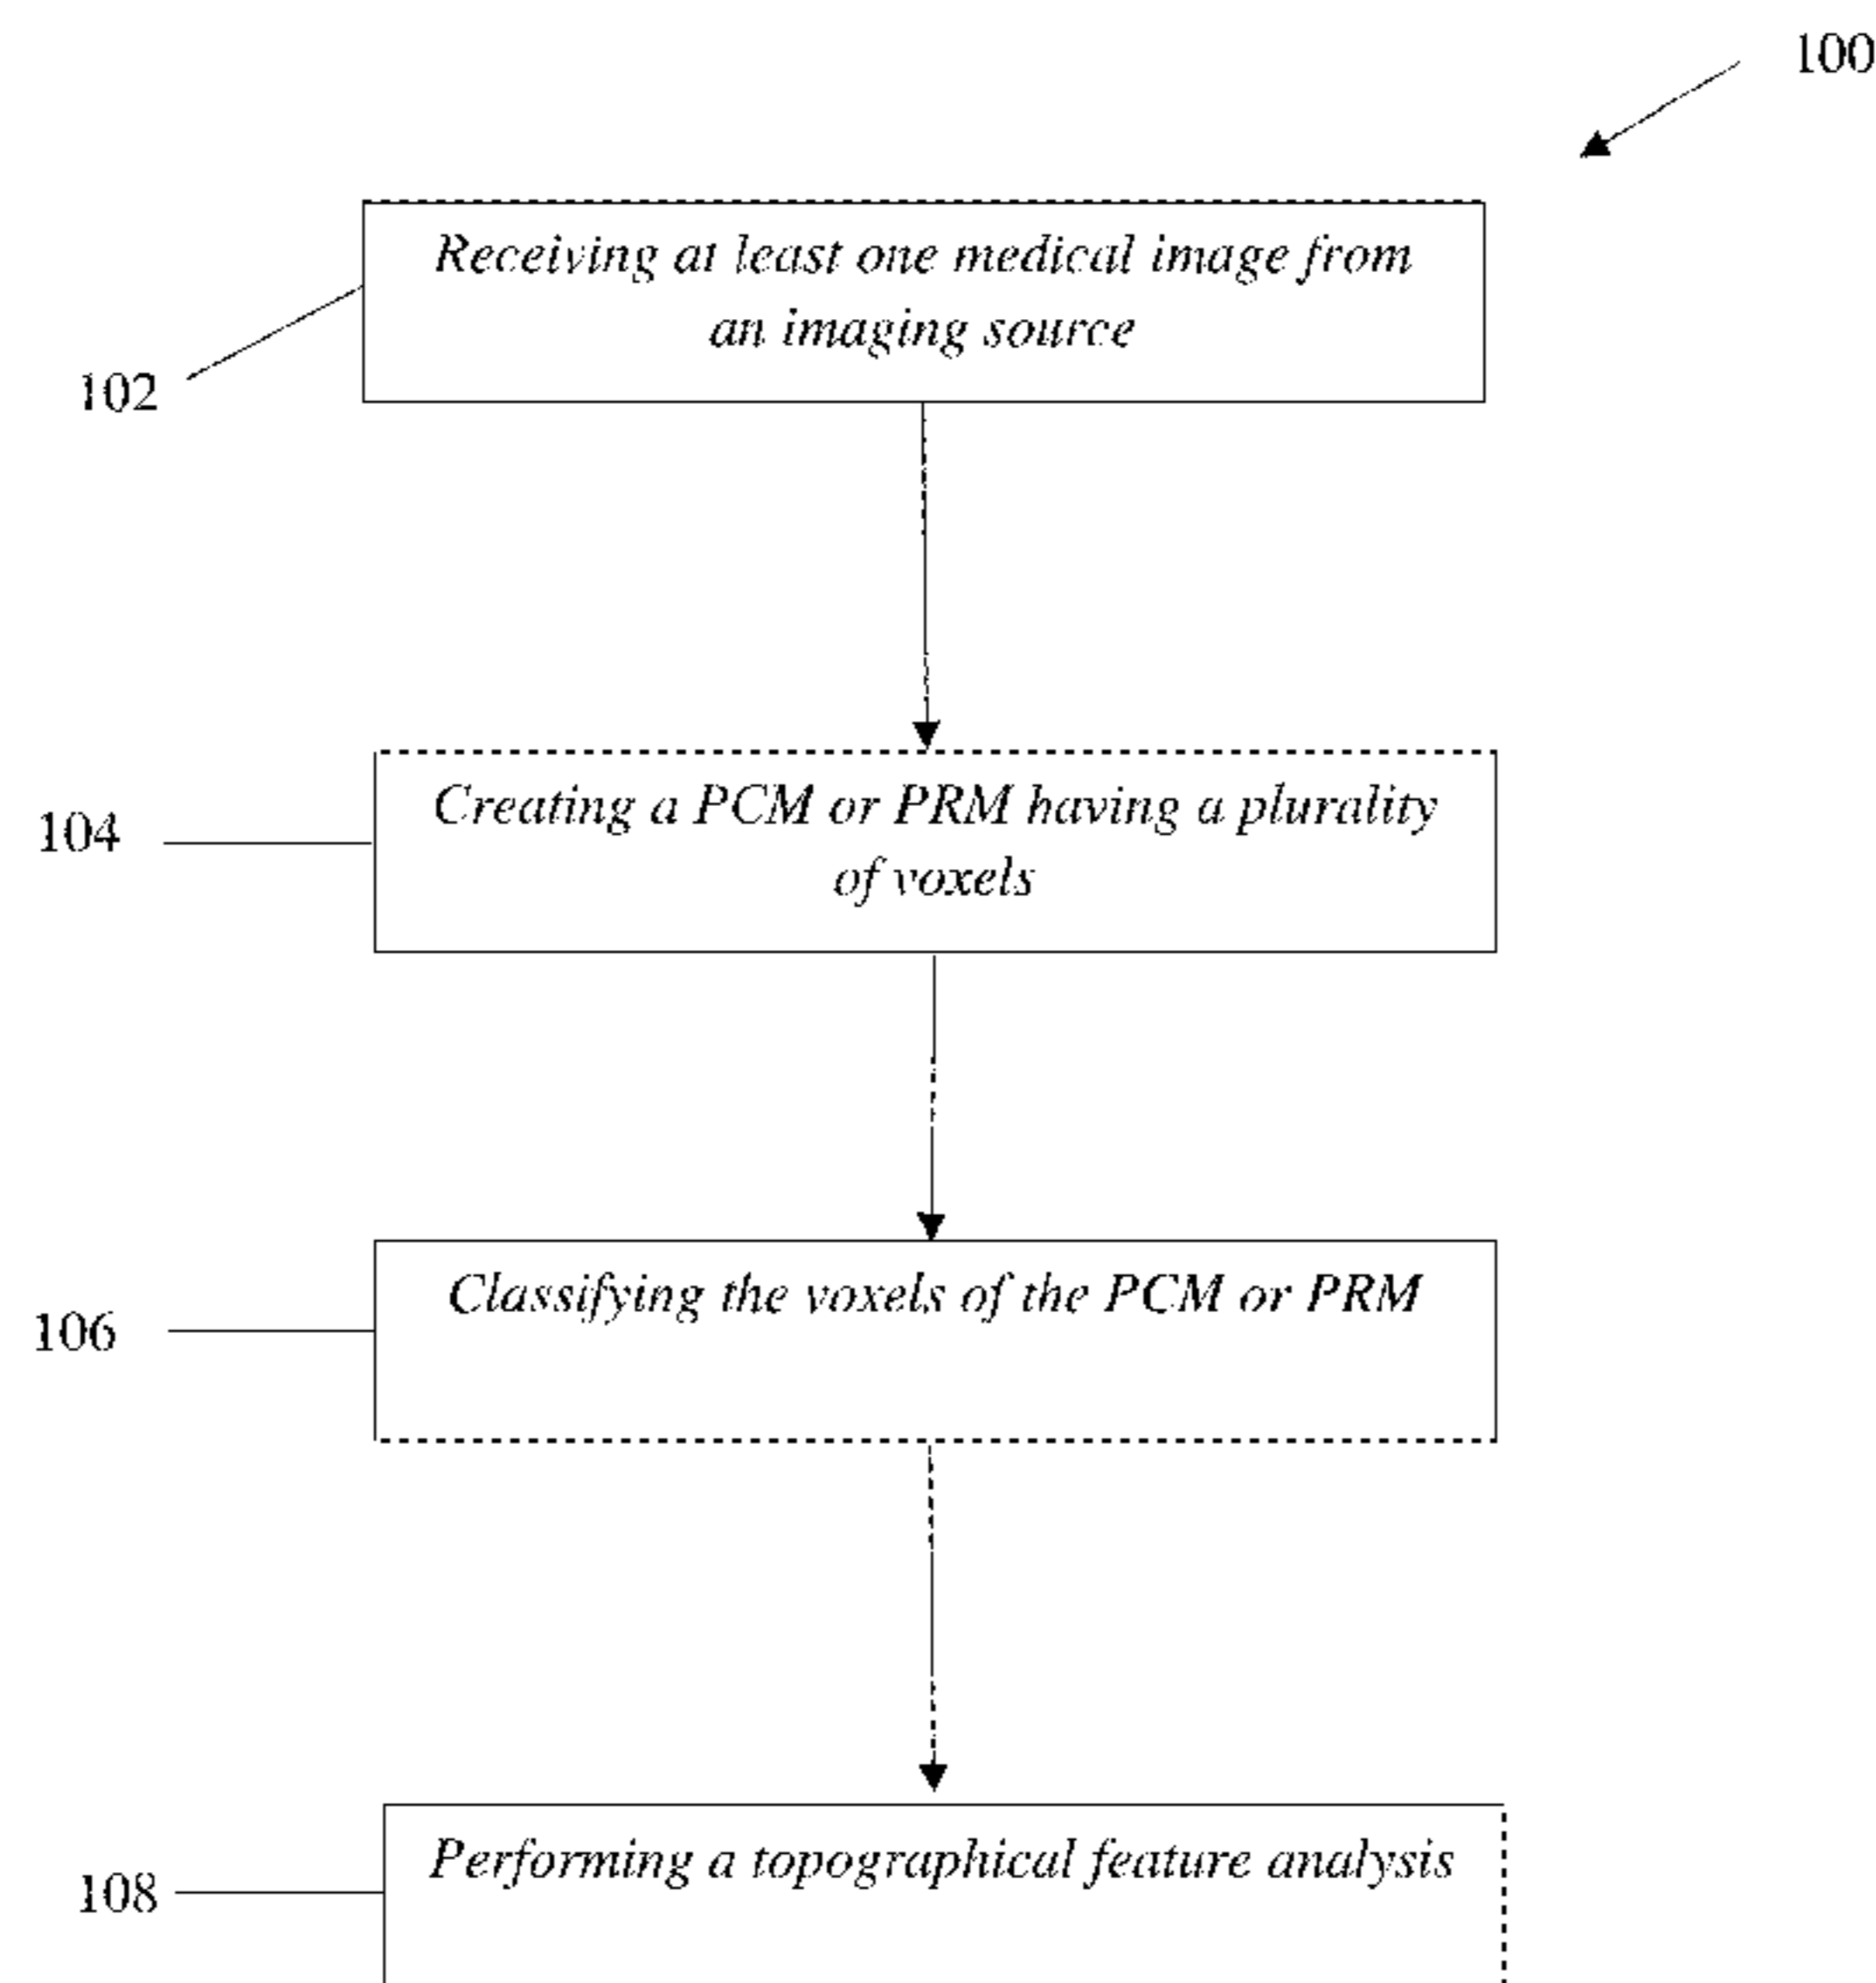 100
Receiving at least one medical image from
an imaging source
102
104
Creating a PCM or PRM having a plurality
of voxels
106
Classifying the voxels of the PCM or PRM
108
Performing a topographical feature analysis